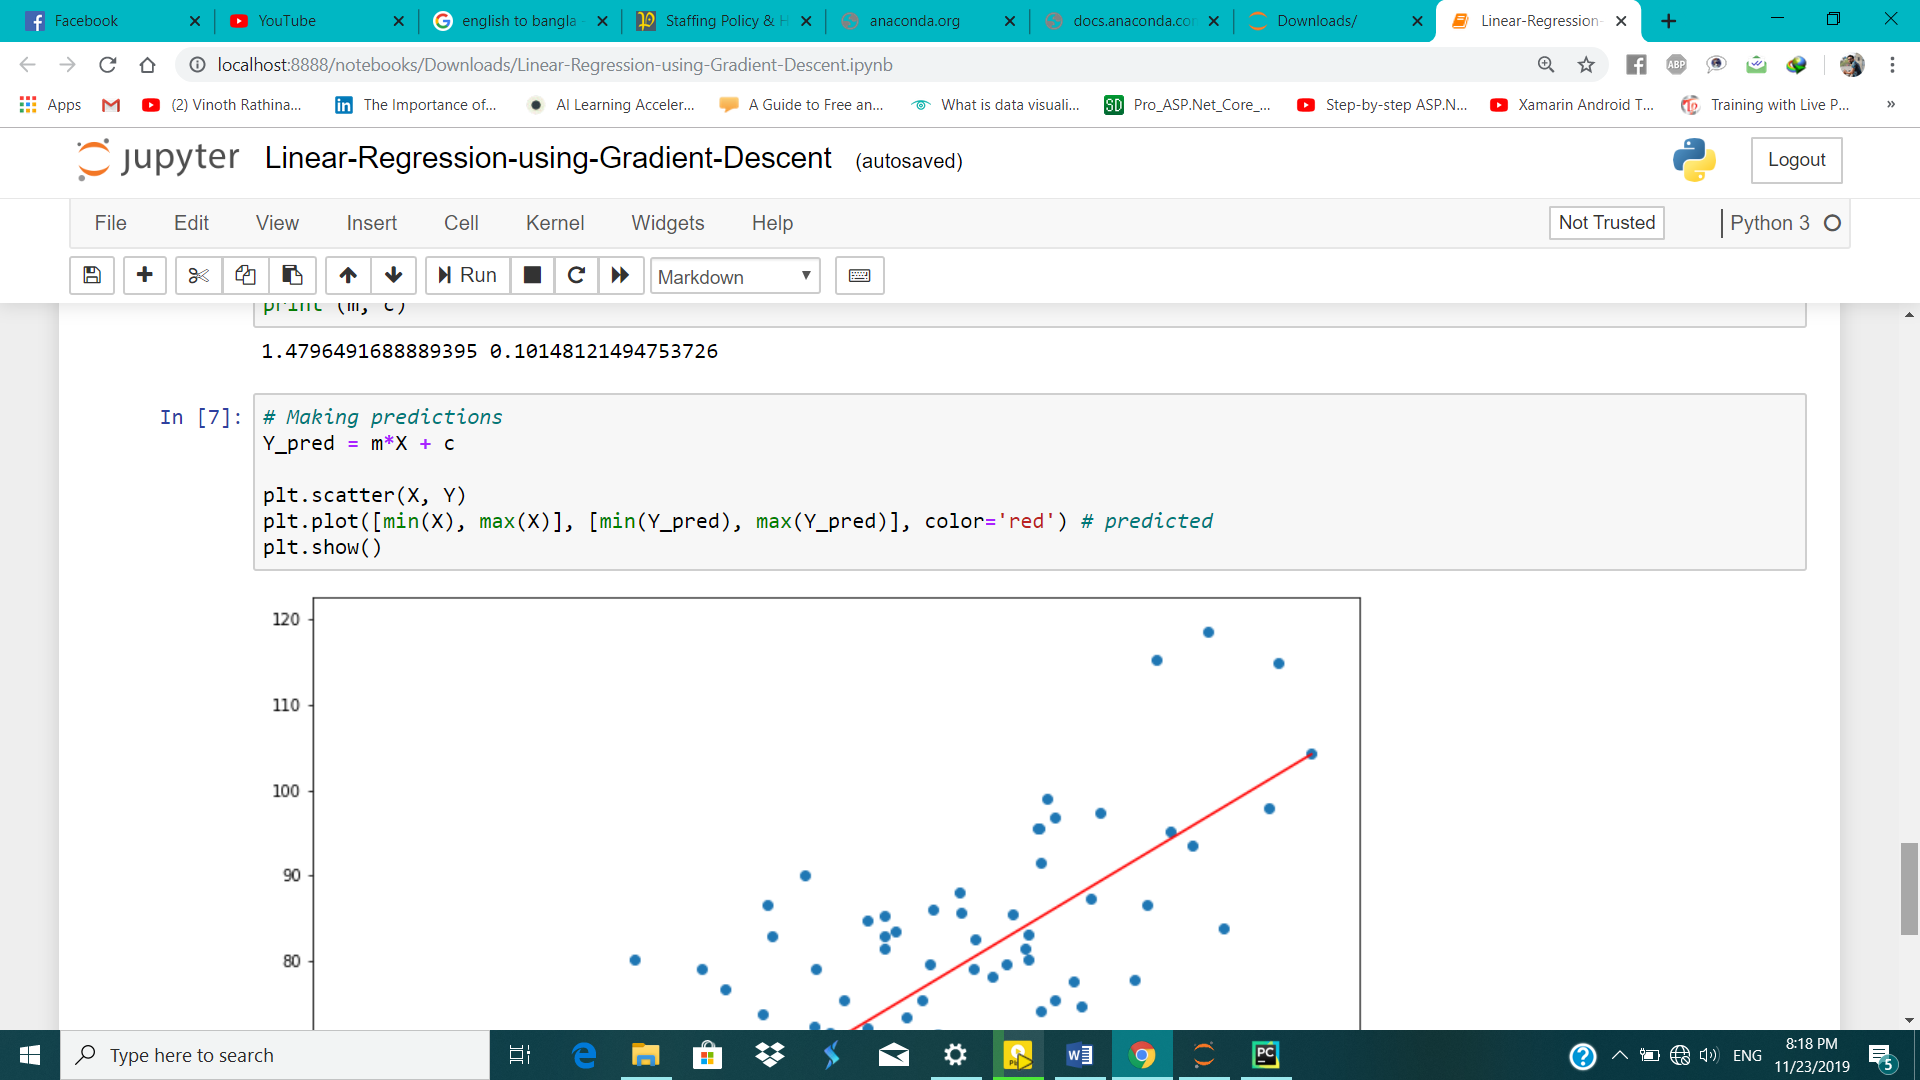 Facebook
YouTube
english to bangla -
Staffing Policy & H
anaconda.org
docs.anaconda.con
Downloads/
Linear-Regression-
localhost:8888/notebooks/Downloads/Linear-Regression-using-Gradient-Descent.ipynb
ABP
Apps
(2) Vinoth Rathina...
in
The Importance of...
AI Learning Acceler...
A Guide to Free an...
What is data visuali...
SD
Pro_ASP.Net_Core_...
Step-by-step ASP.N...
Xamarin Android T...
Training with Live P...
»
jupyter
Linear-Regression-using-Gradient-Descent
(autosaved)
Logout
File
Edit
View
Insert
Cell
Kernel
Widgets
Help
Not Trusted
Python 3
Run
Markdown
print (m, c)
1.4796491688889395 0.10148121494753726
In [7]:
# Making predictions
Y_pred = m*X + c
plt.scatter(X, Y)
plt.plot([min(X), max(X)], [min(Y_pred), max(Y_pred)], color='red') # predicted
plt.show()
120
110
100
90
80
Type here to search
PC
ENG
8:18 PM
11/23/2019
5